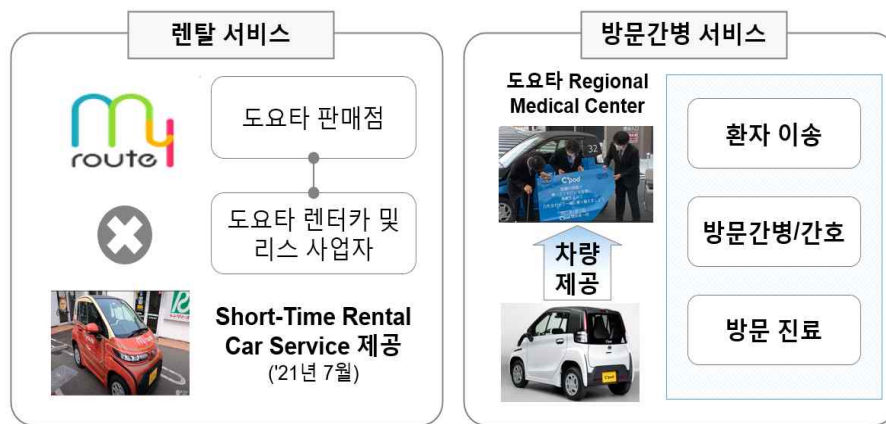 렌탈 서비스
my
route
도요타 판매점
도요타 렌터카 및
리스 사업자
Short-Time Rental
Car Service 제공
('21년 7월)
방문간병 서비스
도요타 Regional
Medical Center
32
C+pod
차량
제공
환자 이송
방문간병/간호
방문 진료